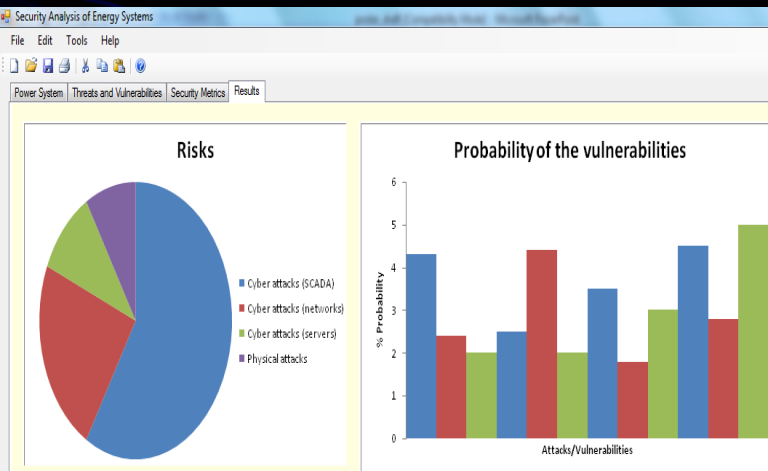 Security Analysis of Energy Systems
File Edit Tools Help
Power System Threats and Vulnerabilities Security Metrics Results
Risks
Cyber attacks (SCADA)
Cyber attacks (networks)
Cyber attacks (servers)
Physical attacks
Probability of the vulnerabilities
% Probability
6
5
4
3
2
1
0
Attacks/Vulnerabilities